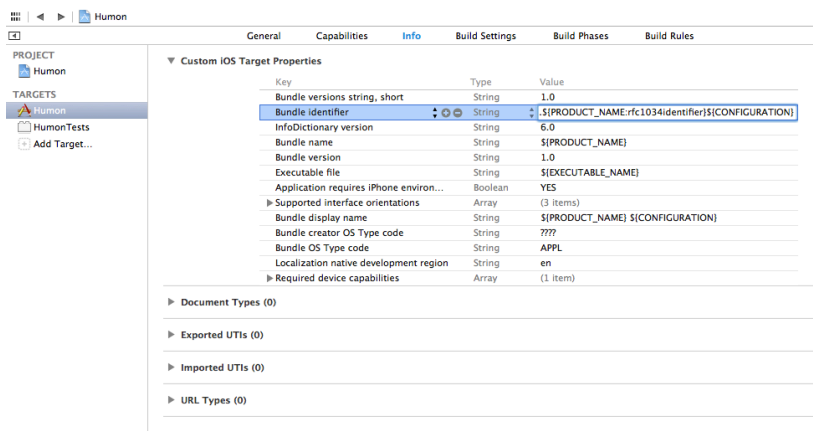 Humon
General Capabilities Info Build Settings Build Phases Build Rules
PROJECT
Humon
TARGETS
Humon
HumonTests
Add Target...
Custom iOS Target Properties
Key Type Value
Bundle versions string, short String 1.0
Bundle identifier String .${PRODUCT_NAME:rfc1034identifier}${CONFIGURATION}
InfoDictionary version String 6.0
Bundle name String ${PRODUCT_NAME}
Bundle version String 1.0
Executable file String ${EXECUTABLE_NAME}
Application requires iPhone environ... Boolean YES
Supported interface orientations Array (3 items)
Bundle display name String ${PRODUCT_NAME} ${CONFIGURATION}
Bundle creator OS Type code String ????
Bundle OS Type code String APPL
Localization native development region String en
Required device capabilities Array (1 item)
Document Types (0)
Exported UTIs (0)
Imported UTIs (0)
URL Types (0)